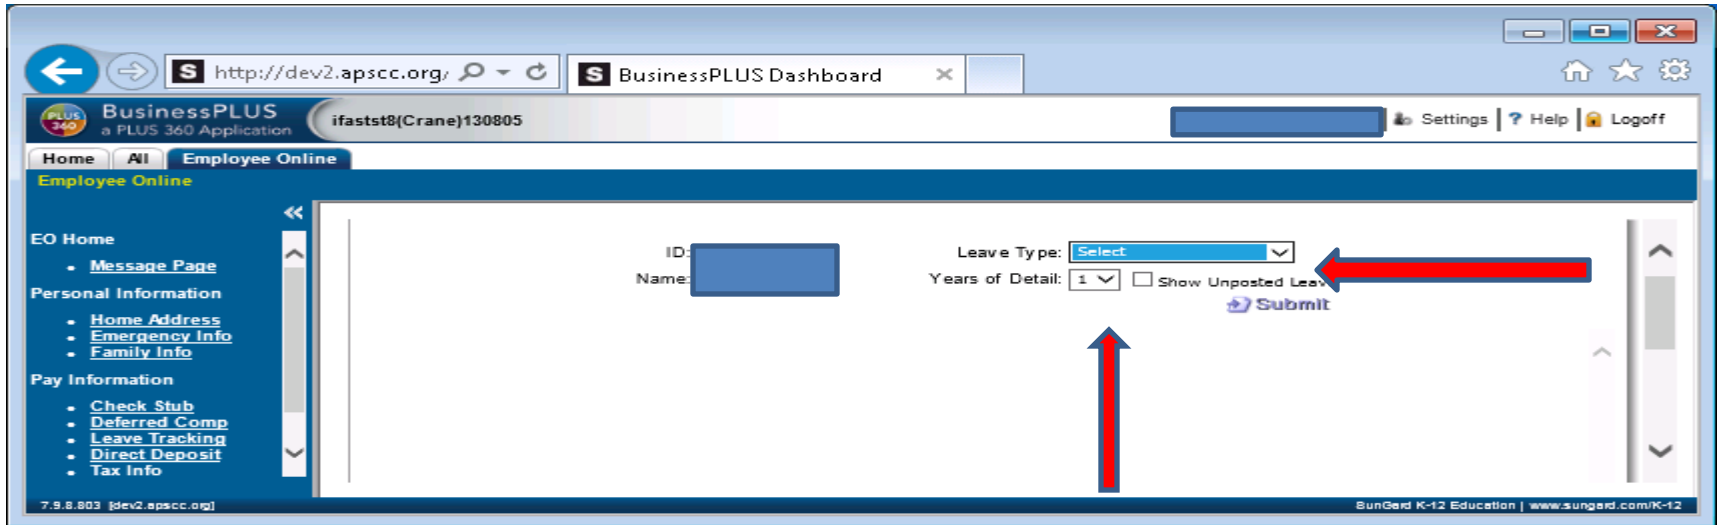 http://dev2.apscc.org/
S BusinessPLUS Dashboard
BusinessPLUS
a PLUS 360 Application
PLUS 360
ifastst8(Crane)130805
Settings ? Help Logoff
Home All Employee Online
Employee Online
EO Home
Message Page
Personal Information
Home Address
Emergency Info
Family Info
Pay Information
Check Stub
Deferred Comp
Leave Tracking
Direct Deposit
Tax Info
ID:
Name:
Leave Type: Select
Years of Detail: 1 Show Unposted Leav
Submit
7.9.8.803 [dev2.apscc.org]
SunGard K-12 Education | www.sungard.com/K-12